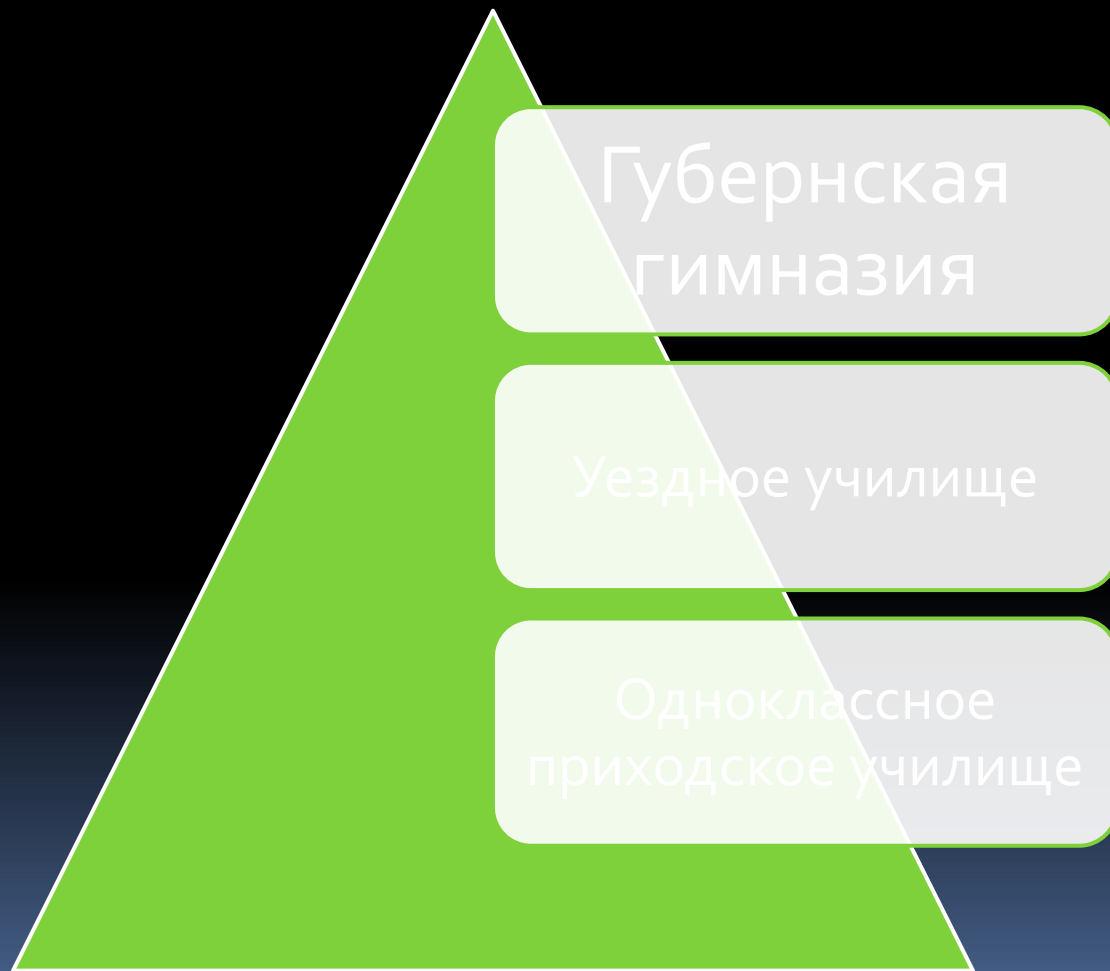 Губернская
гимназия
Уездное училище
Одноклассное
приходское училище